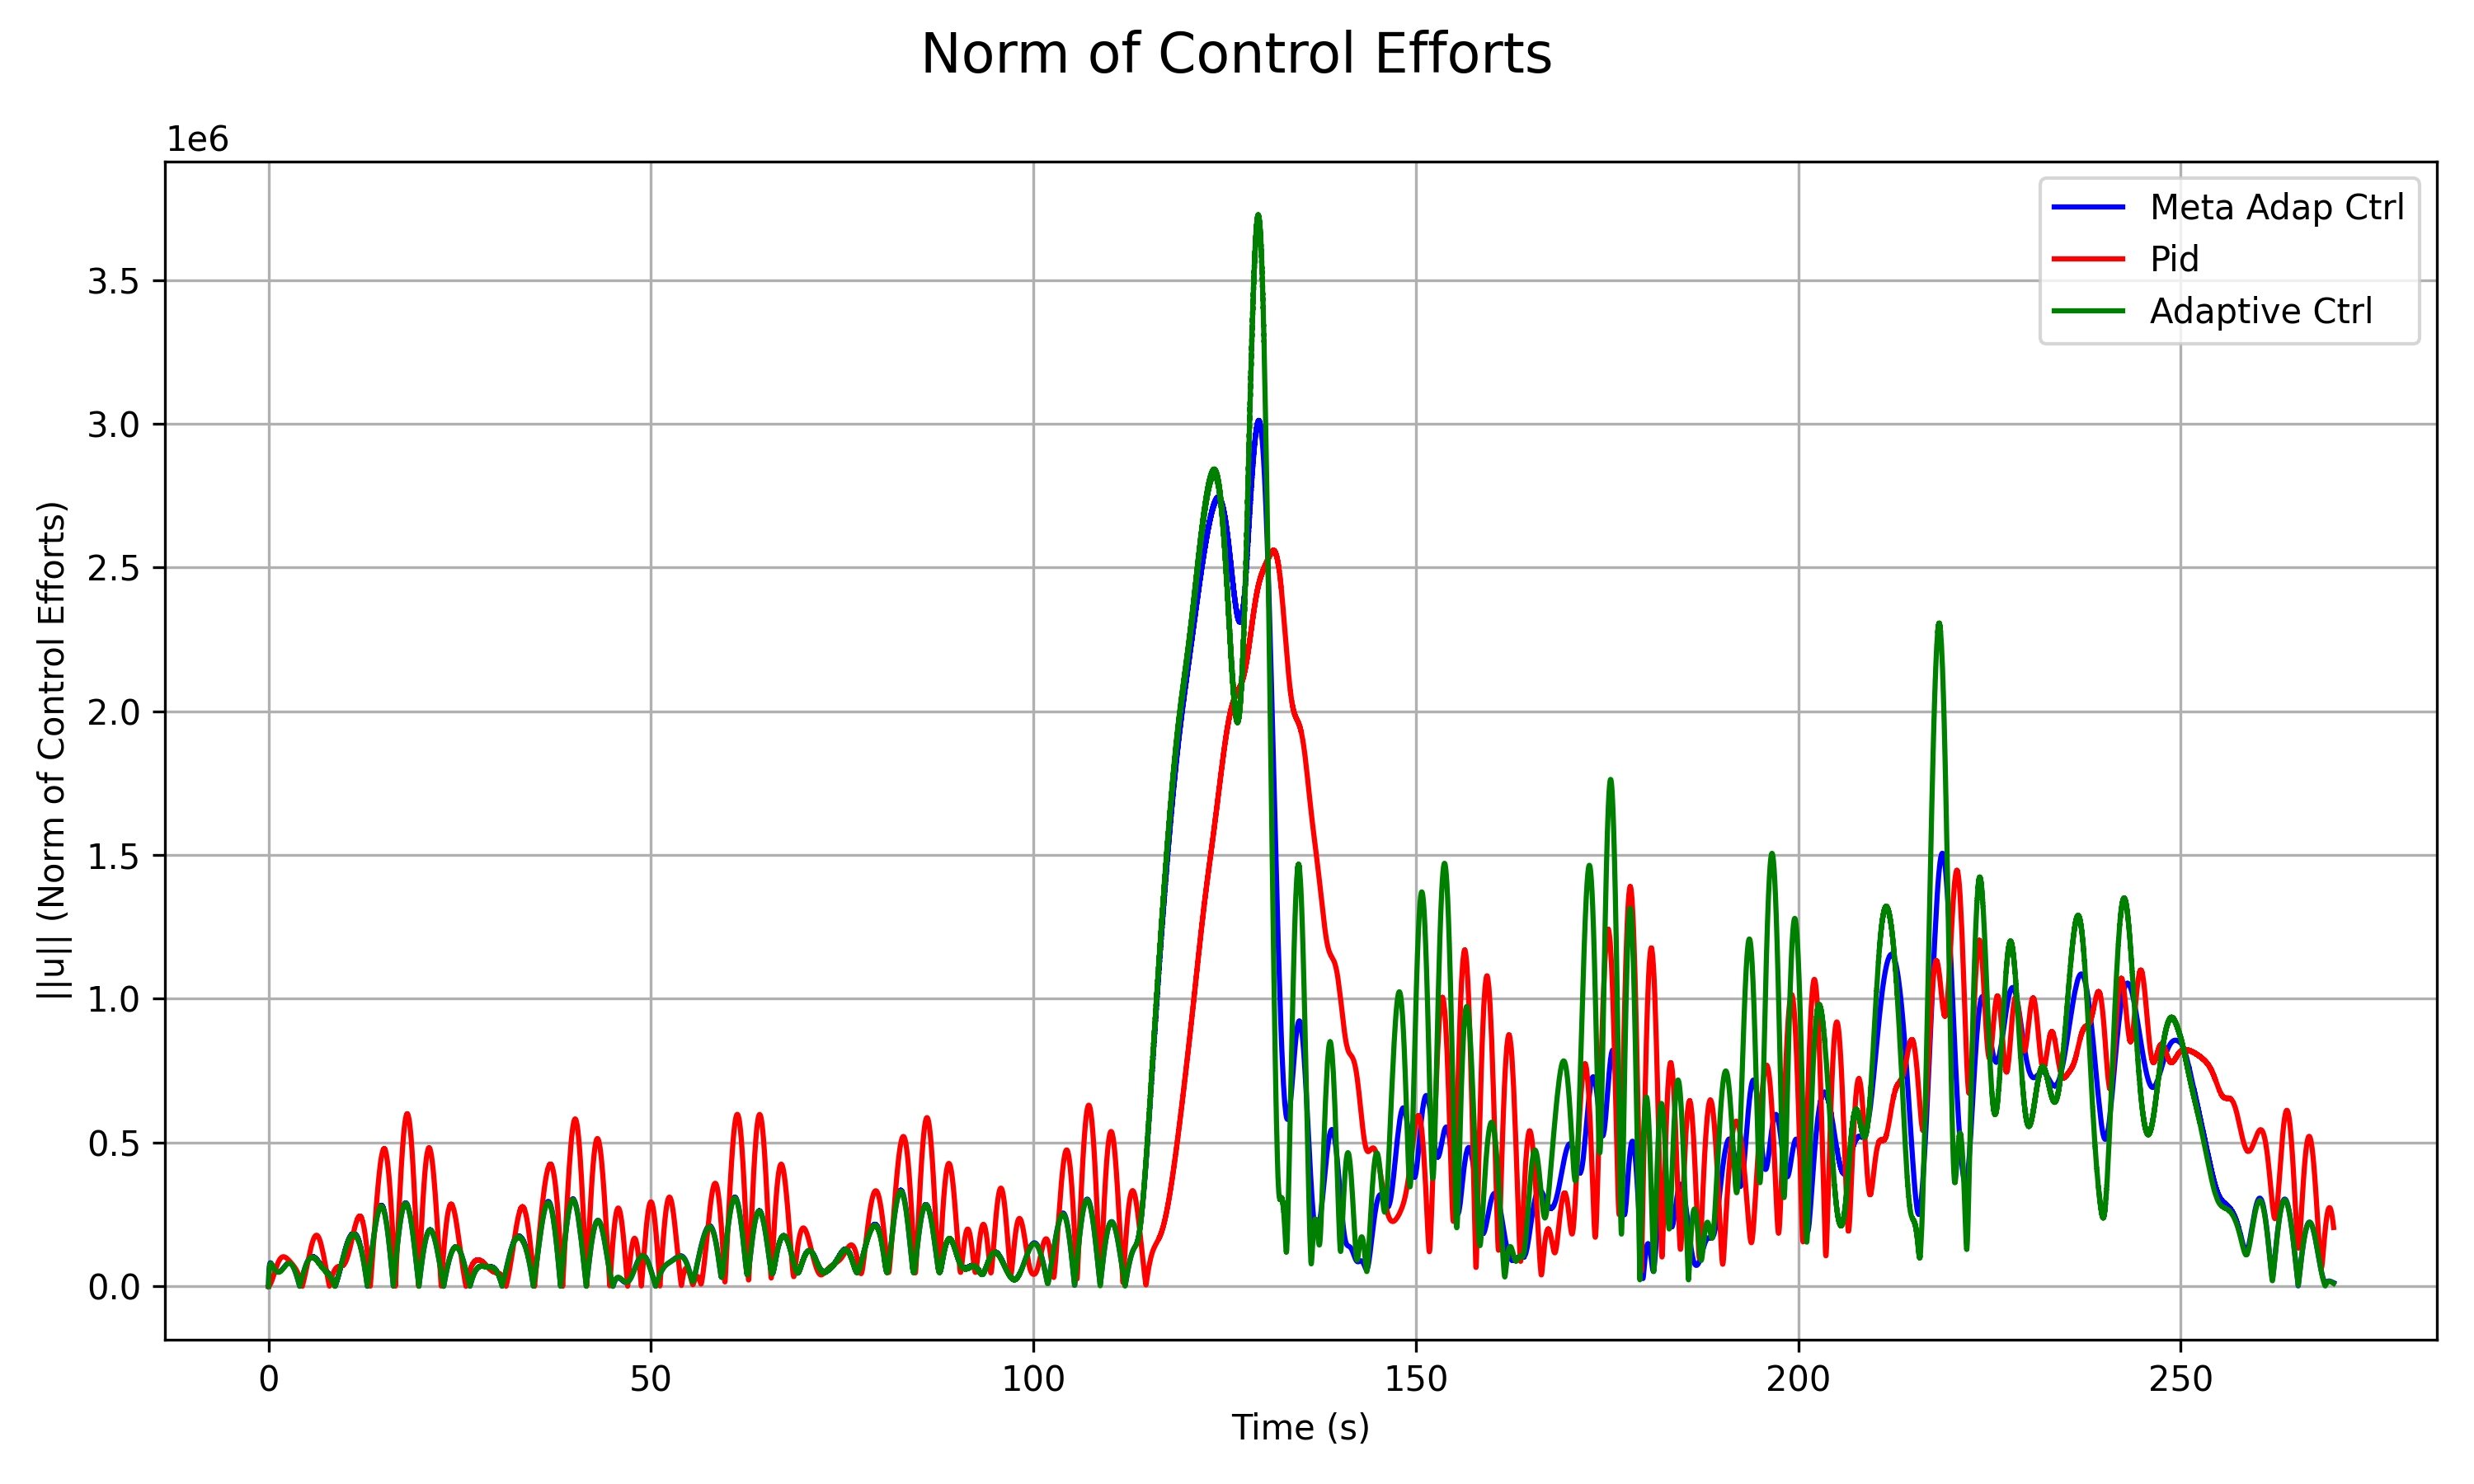 Norm of Control Efforts
1e6
Meta Adap Ctrl
Pid
Adaptive Ctrl
3.5
3.0
2.5
2.0
1.5
1.0
0.5
0.0
||u|| (Norm of Control Efforts)
0 50 100 150 200 250
Time (s)